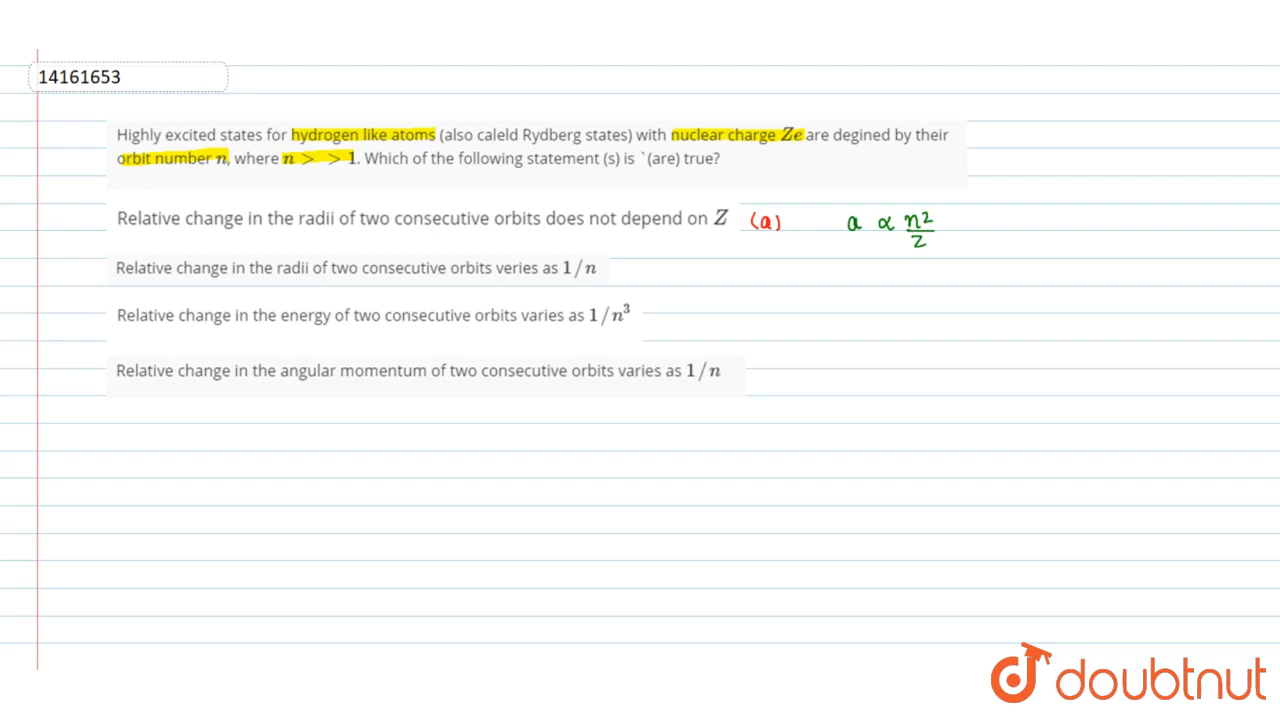 14161653
Highly excited states for hydrogen like atoms (also caleld Rydberg states) with nuclear charge Ze are degined by their
orbit number n, where n > > 1. Which of the following statement (s) is `(are) true?
Relative change in the radii of two consecutive orbits does not depend on Z (a) a ∝ n²/z
Relative change in the radii of two consecutive orbits veries as 1/n
Relative change in the energy of two consecutive orbits varies as 1/n³
Relative change in the angular momentum of two consecutive orbits varies as 1/n
doubtnut